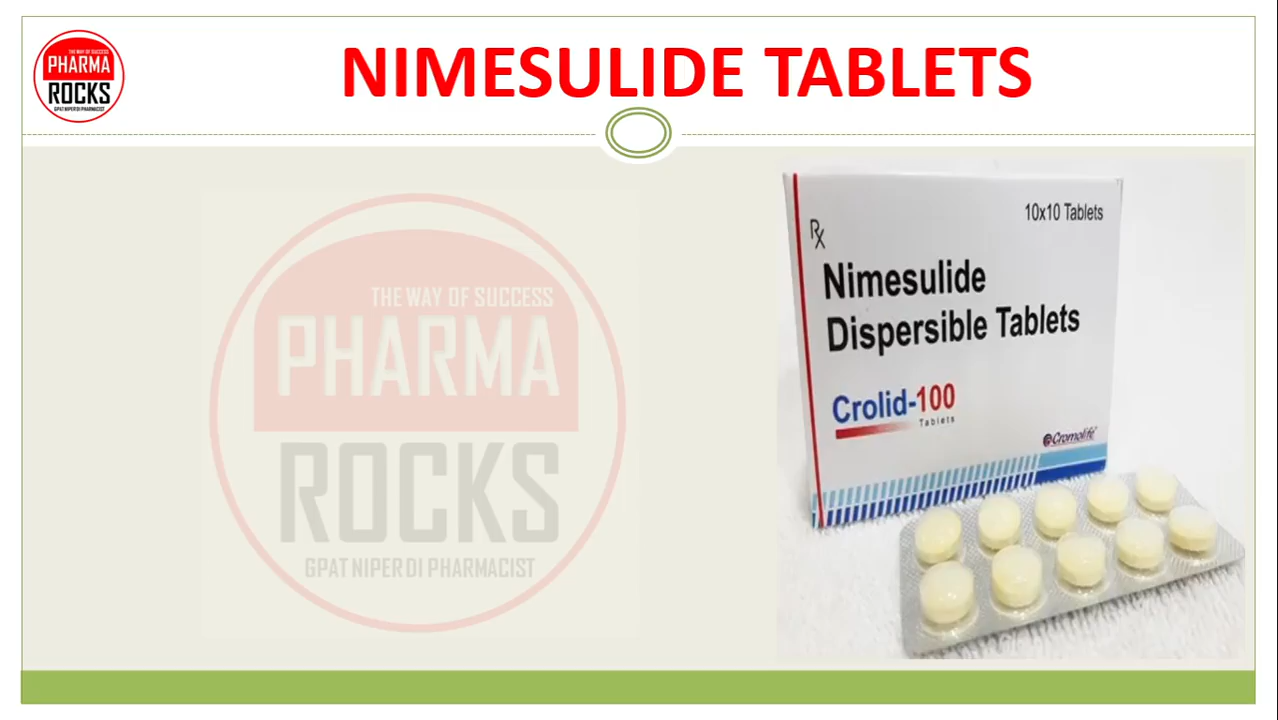 THE WAY OF SUCCESS
PHARMA
ROCKS
GPAT NIPER DI PHARMACIST
NIMESULIDE TABLETS
THE WAY OF SUCCESS
PHARMA
ROCKS
GPAT NIPER DI PHARMACIST
10x10 Tablets
Rx
Nimesulide
Dispersible Tablets
Crolid-100
Tablets
Cromolife